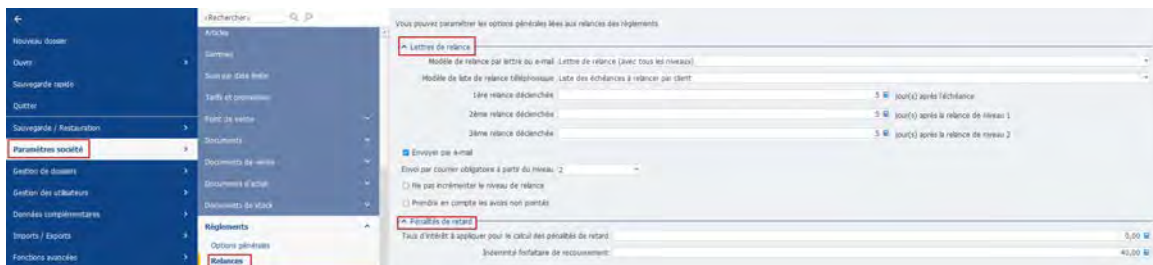 Nouveau dossier
Ouvrir
Sauvegarde rapide
Quitter
Sauvegarde / Restauration
Paramètres société
Gestion de dossiers
Gestion des utilisateurs
Données complémentaires
Imports / Exports
Fonctions avancées
<Rechercher>
Articles
Gammes
Suivi par date limite
Tarifs et promotions
Point de vente
Documents
Documents de vente
Documents d'achat
Documents de stock
Règlements
Options générales
Relances
Vous pouvez paramétrer les options générales liées aux relances des règlements.
Lettres de relance
Modèle de relance par lettre ou e-mail Lettre de relance (avec tous les niveaux)
Modèle de liste de relance téléphonique Liste des échéances à relancer par client
1ère relance déclenchée 5 jour(s) après l'échéance
2ème relance déclenchée 5 jour(s) après la relance de niveau 1
3ème relance déclenchée 5 jour(s) après la relance de niveau 2
Envoyer par e-mail
Envoi par courrier obligatoire à partir du niveau 2
Ne pas incrémenter le niveau de relance
Prendre en compte les avoirs non pointés
Pénalités de retard
Taux d'intérêt à appliquer pour le calcul des pénalités de retard 0,00
Indemnité forfaitaire de recouvrement 40,00